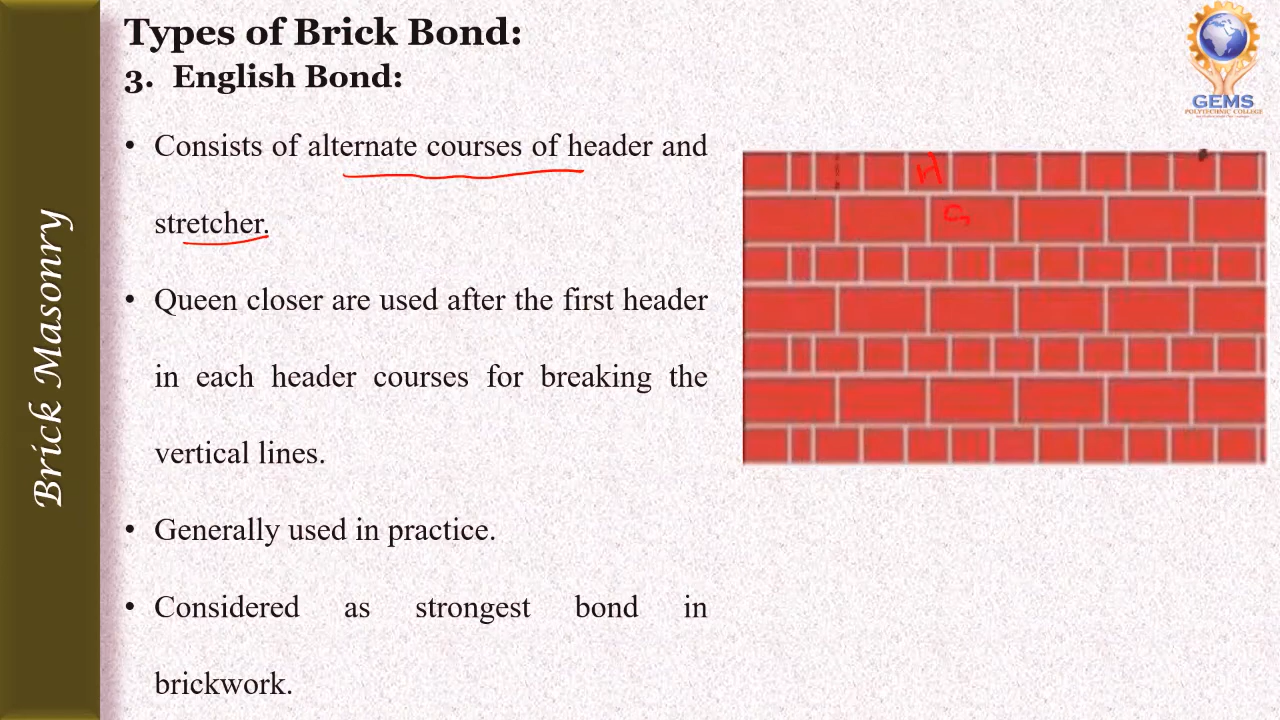 Types of Brick Bond:
3. English Bond:
• Consists of alternate courses of header and
stretcher.
• Queen closer are used after the first header
in each header courses for breaking the
vertical lines.
• Generally used in practice.
• Considered as strongest bond in
brickwork.
Brick Masonry
GEMS
POLYTECHNIC COLLEGE
H